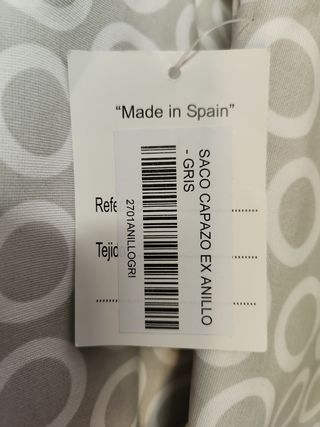 “Made in Spain”
SACO CAPAZO EX ANILLO
- GRIS
2701ANILLOGRI